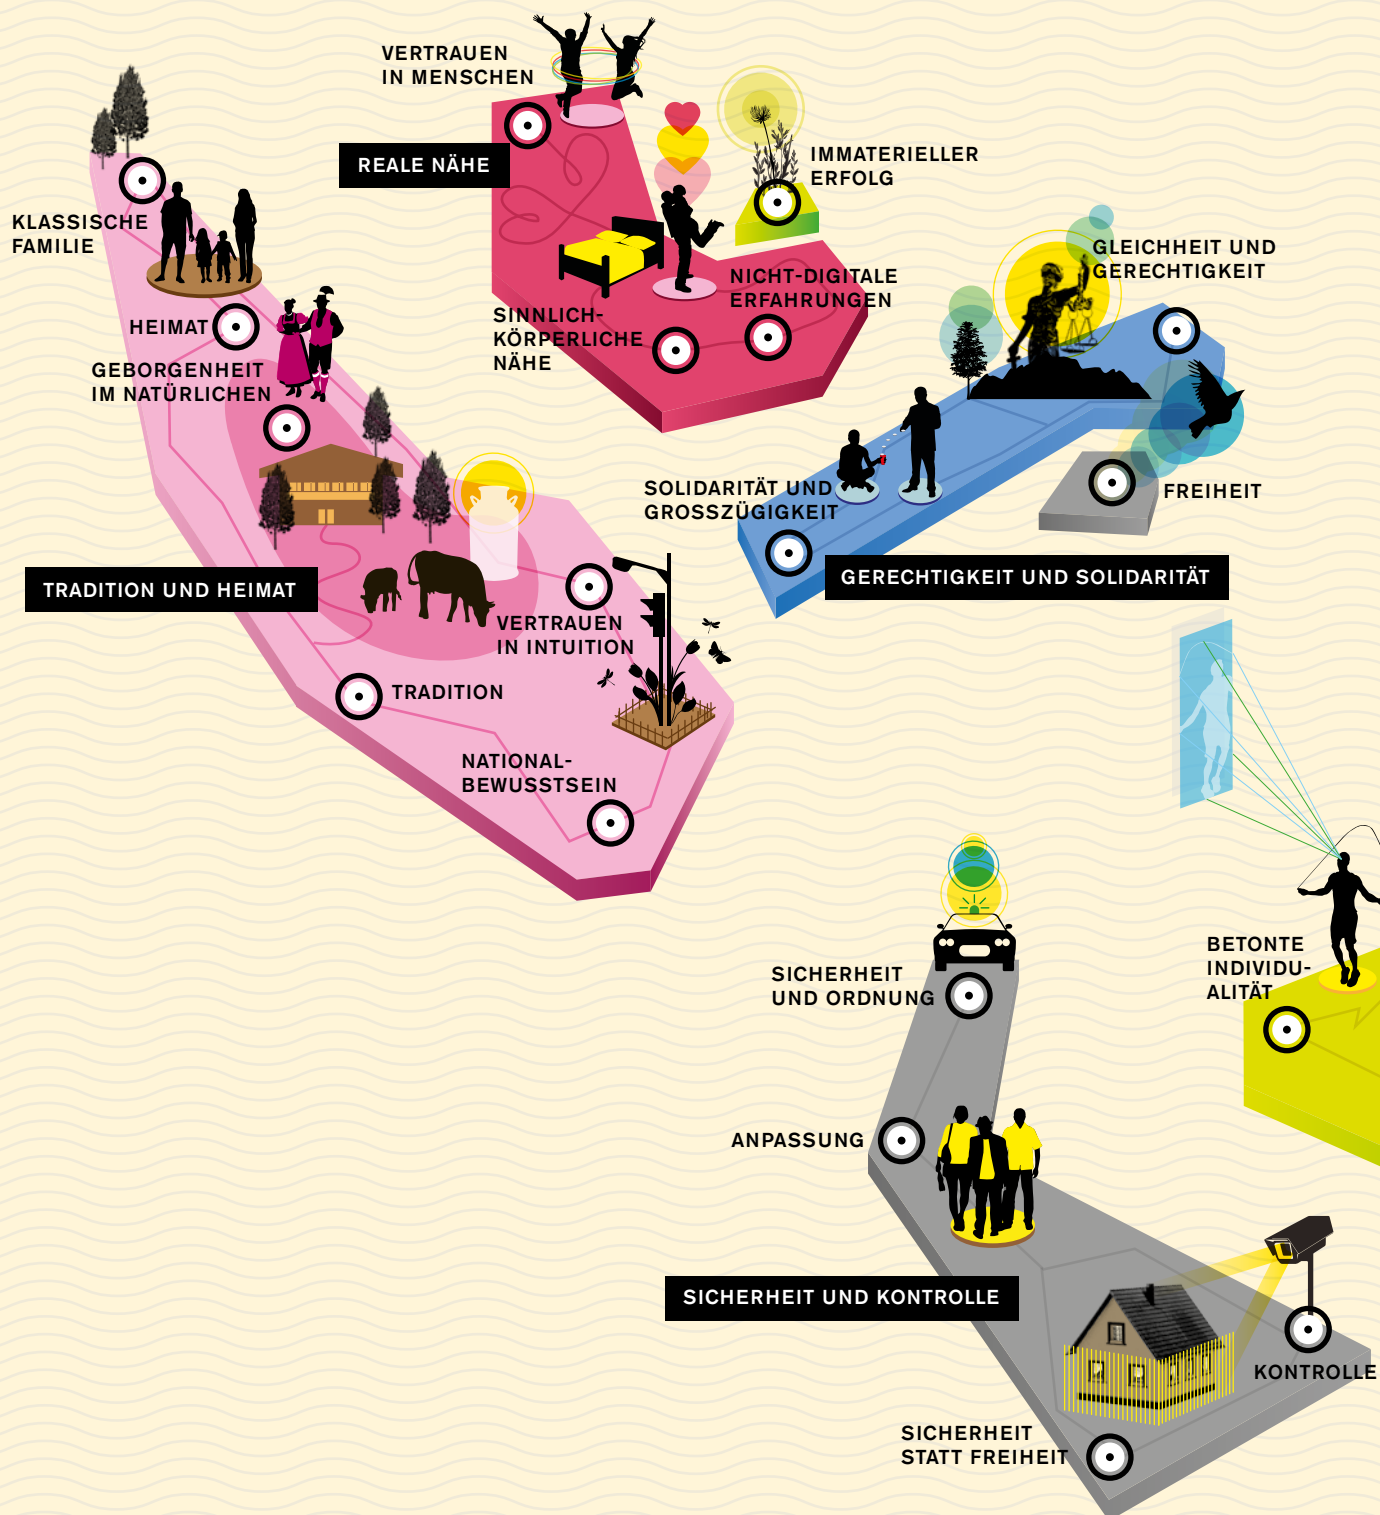 VERTRAUEN
IN MENSCHEN
REALE NÄHE
IMMATERIELLER
ERFOLG
KLASSISCHE
FAMILIE
GLEICHHEIT UND
GERECHTIGKEIT
NICHT-DIGITALE
ERFAHRUNGEN
SINNLICH-
KÖRPERLICHE
NÄHE
HEIMAT
GEBORGENHEIT
IM NATÜRLICHEN
SOLIDARITÄT UND
GROSSZÜGIGKEIT
FREIHEIT
GERECHTIGKEIT UND SOLIDARITÄT
TRADITION UND HEIMAT
VERTRAUEN
IN INTUITION
TRADITION
NATIONAL-
BEWUSSTSEIN
BETONTE
INDIVIDU-
ALITÄT
SICHERHEIT
UND ORDNUNG
ANPASSUNG
SICHERHEIT UND KONTROLLE
KONTROLLE
SICHERHEIT
STATT FREIHEIT